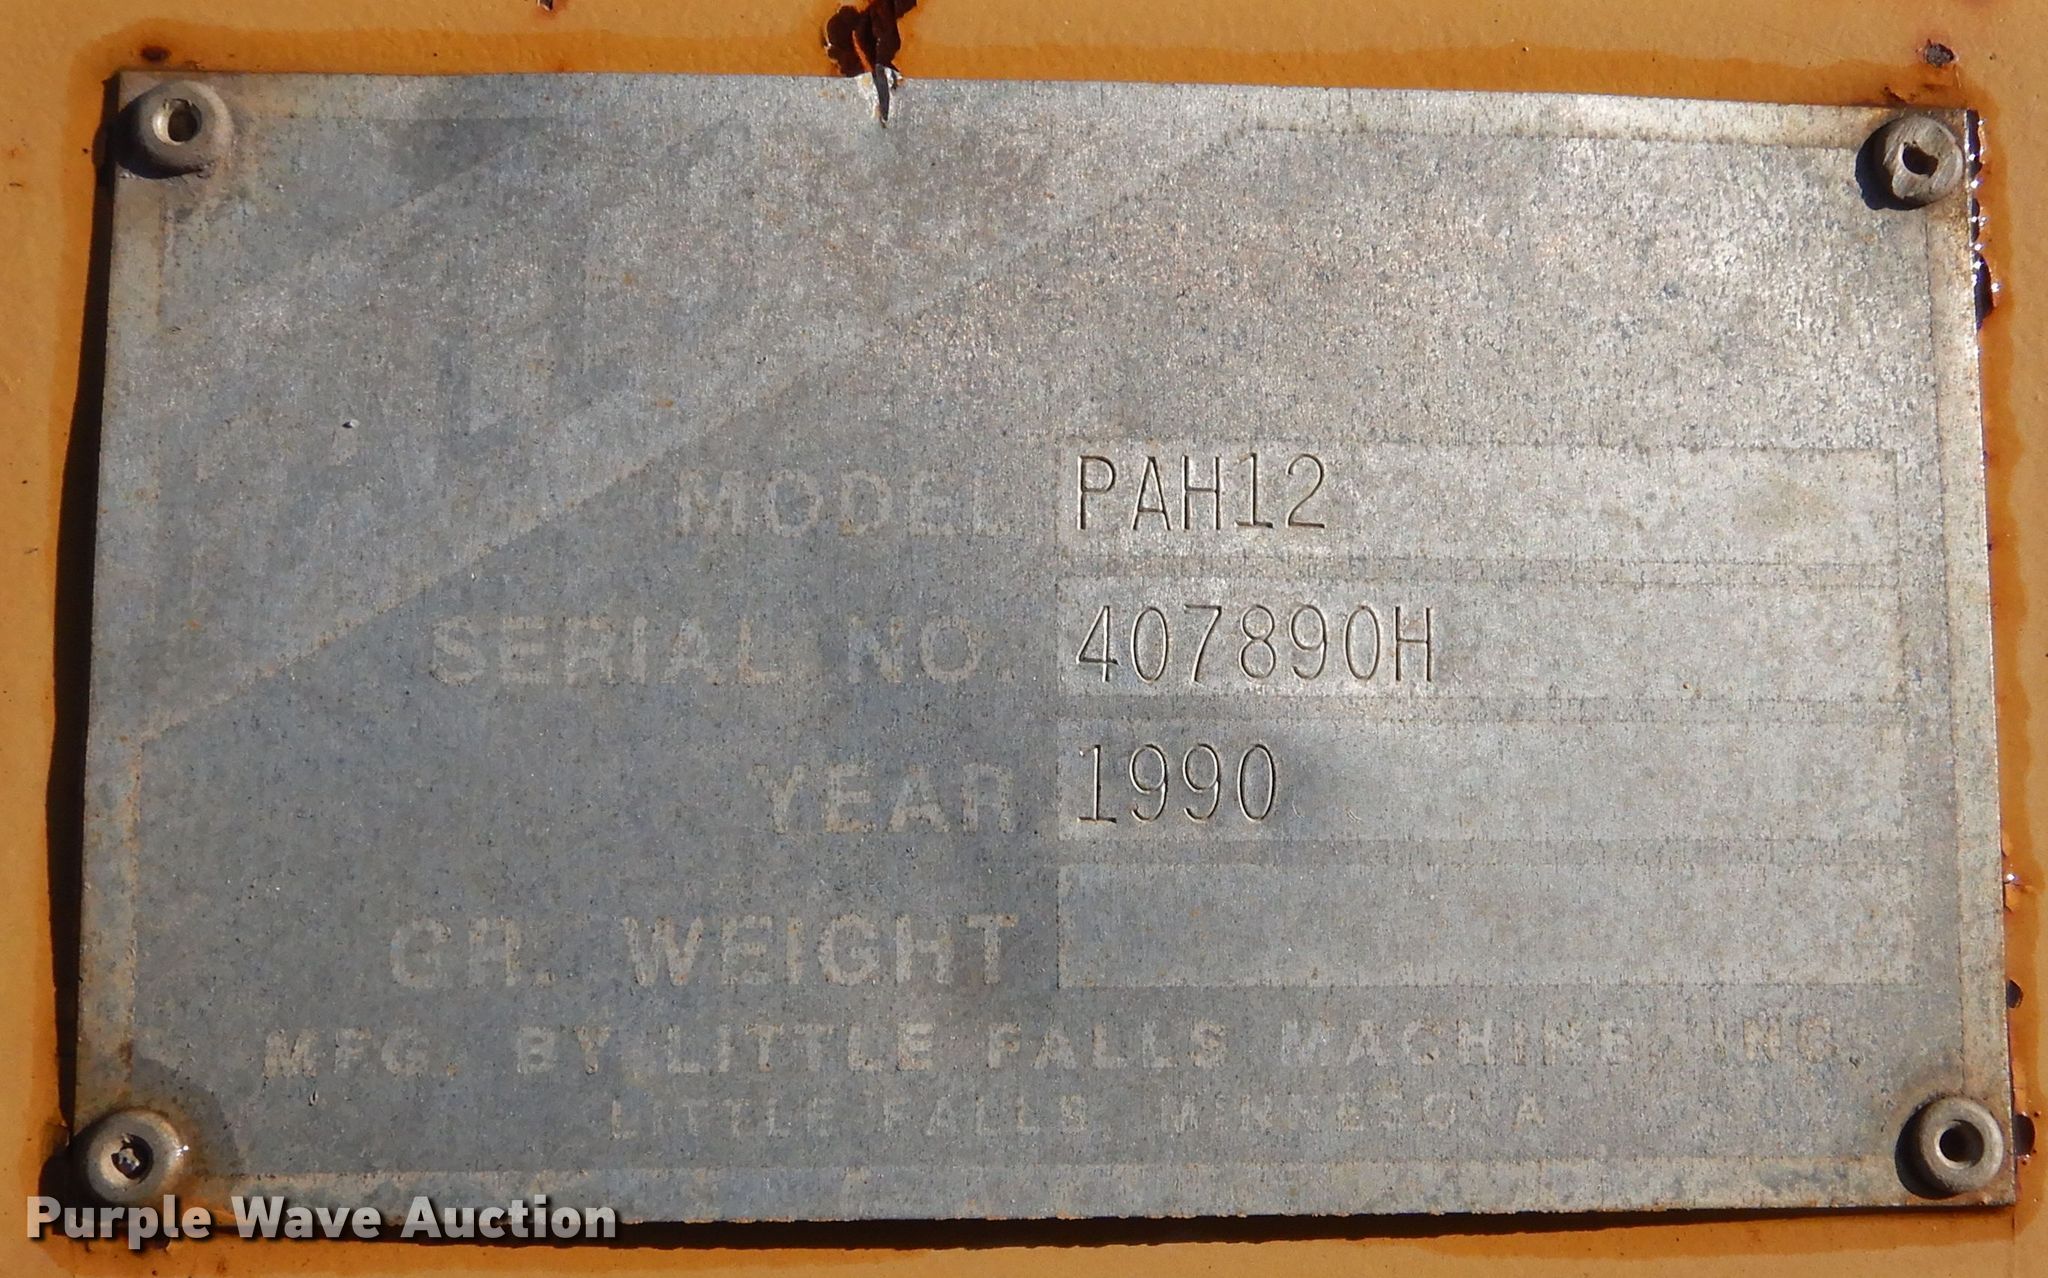 MODEL PAH12
SERIAL NO. 407890H
YEAR 1990
GR. WEIGHT
MFG. BY LITTLE FALLS MACHINE, INC.
LITTLE FALLS, MINNESOTA
Purple Wave Auction